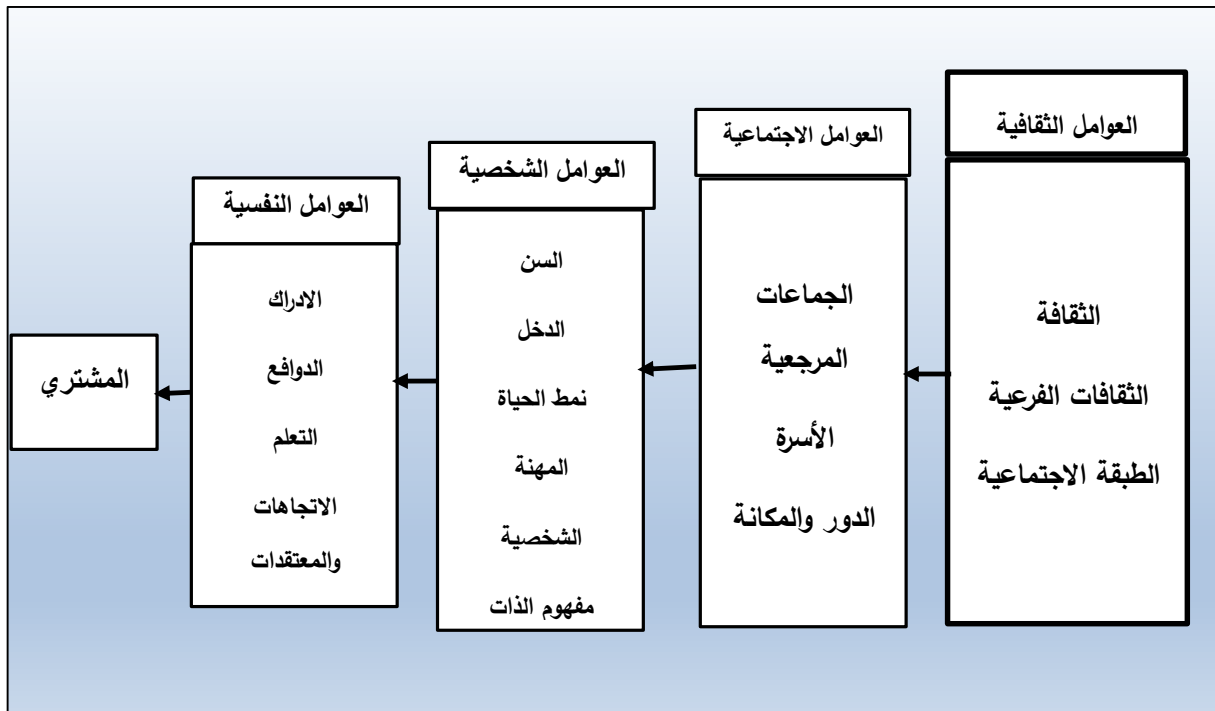 العوامل الثقافية
الثقافة
الثقافات الفرعية
الطبقة الاجتماعية
العوامل الاجتماعية
الجماعات
المرجعية
الأسرة
الدور والمكانة
العوامل الشخصية
السن
الدخل
نمط الحياة
المهنة
الشخصية
مفهوم الذات
العوامل النفسية
الادراك
الدوافع
التعلم
الاتجاهات
والمعتقدات
المشتري